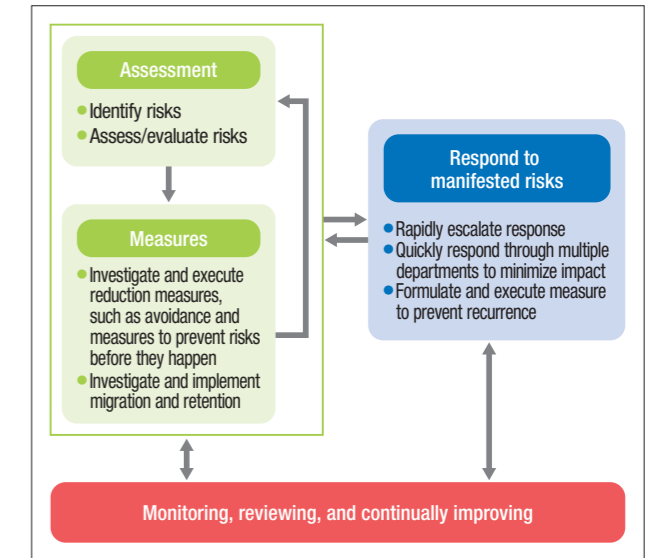 Assessment
● Identify risks
● Assess/evaluate risks
Measures
● Investigate and execute
reduction measures,
such as avoidance and
measures to prevent risks
before they happen
● Investigate and implement
migration and retention
Respond to
manifested risks
● Rapidly escalate response
● Quickly respond through multiple
departments to minimize impact
● Formulate and execute measure
to prevent recurrence
Monitoring, reviewing, and continually improving